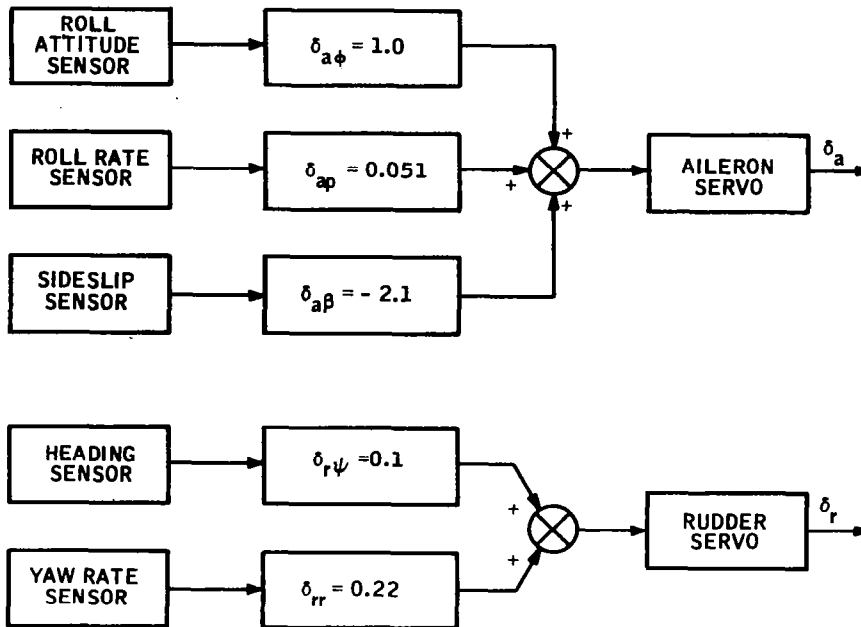 ROLL
ATTITUDE
SENSOR
δaϕ = 1.0
+
ROLL RATE
SENSOR
δap = 0.051
+
AILERON
SERVO
δa
SIDESLIP
SENSOR
δaβ = - 2.1
+
HEADING
SENSOR
δrψ =0.1
+
YAW RATE
SENSOR
δrr = 0.22
+
RUDDER
SERVO
δr